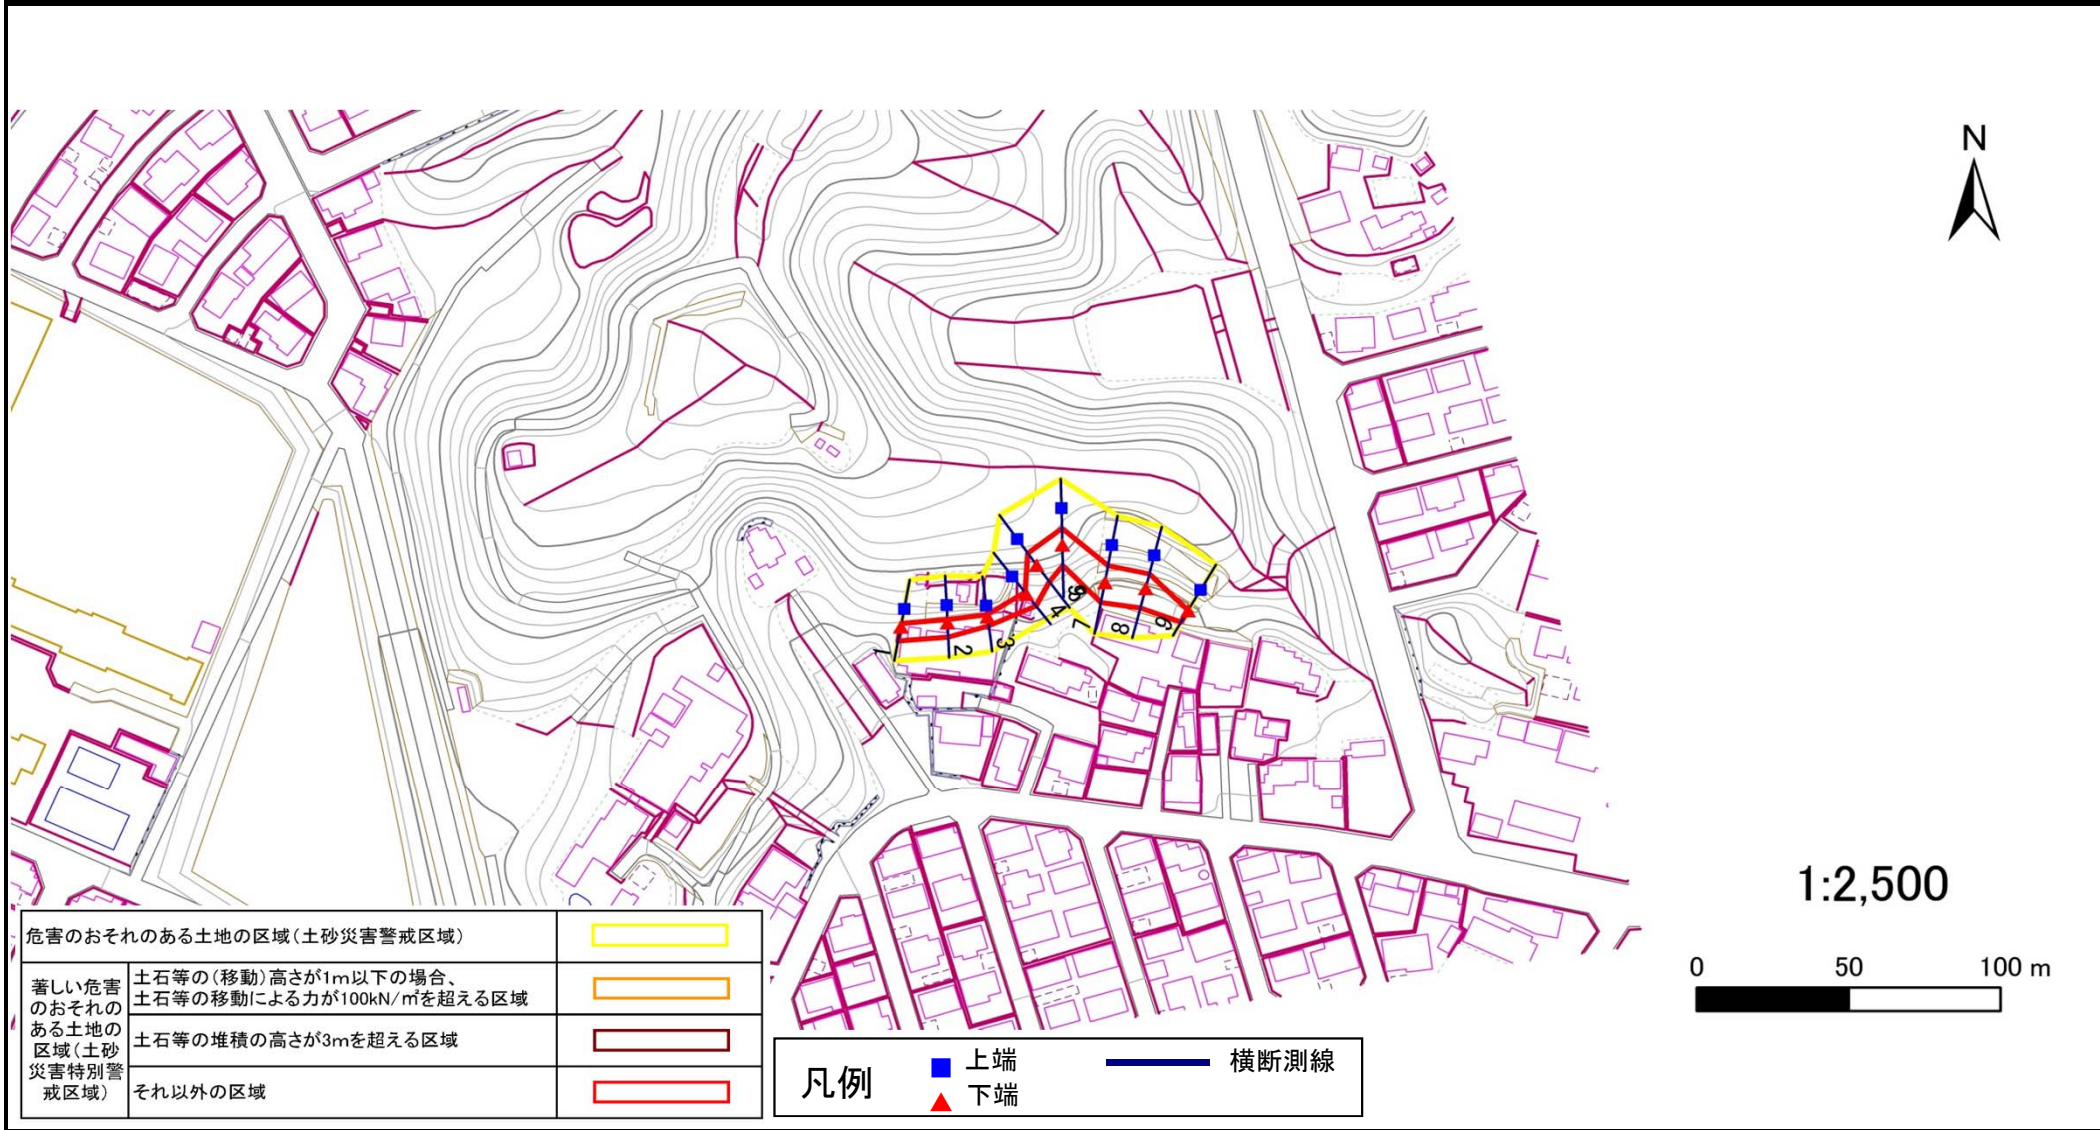 N
1
2
3
4
5
9
7
8
6
1:2,500
0 50 100 m
危害のおそれのある土地の区域(土砂災害警戒区域)
著しい危害
のおそれの
ある土地の
区域(土砂
災害特別警
戒区域)
土石等の(移動)高さが1m以下の場合、
土石等の移動による力が100kN/㎡を超える区域
土石等の堆積の高さが3mを超える区域
それ以外の区域
凡例
上端
下端
横断測線